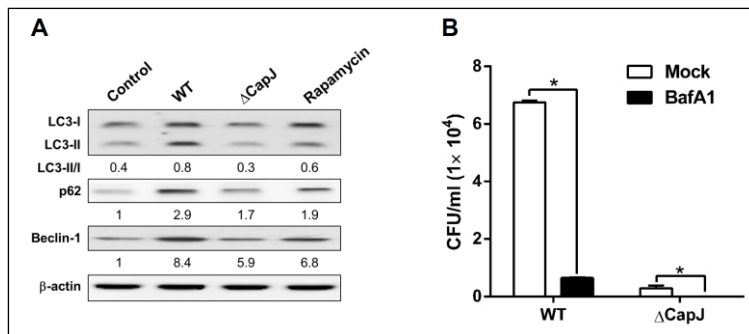 A
Control WT ΔCapJ Rapamycin
LC3-I
LC3-II
LC3-II/I 0.4 0.8 0.3 0.6
p62
1 2.9 1.7 1.9
Beclin-1
1 8.4 5.9 6.8
β-actin
B
CFU/ml (1× 10⁴)
8
6
4
2
0
* 
*
Mock
BafA1
WT ΔCapJ